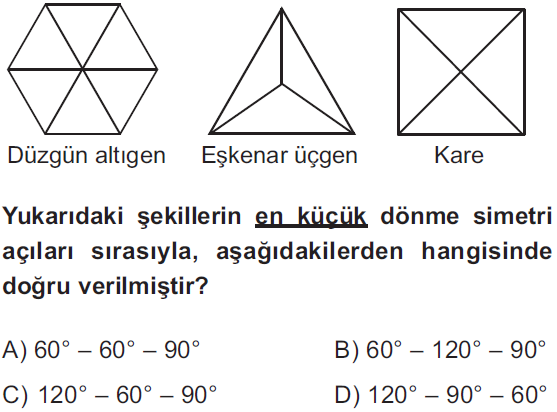 Düzgün altıgen Eşkenar üçgen Kare
Yukarıdaki şekillerin en küçük dönme simetri
açıları sırasıyla, aşağıdakilerden hangisinde
doğru verilmiştir?
A) 60° – 60° – 90° B) 60° – 120° – 90°
C) 120° – 60° – 90° D) 120° – 90° – 60°